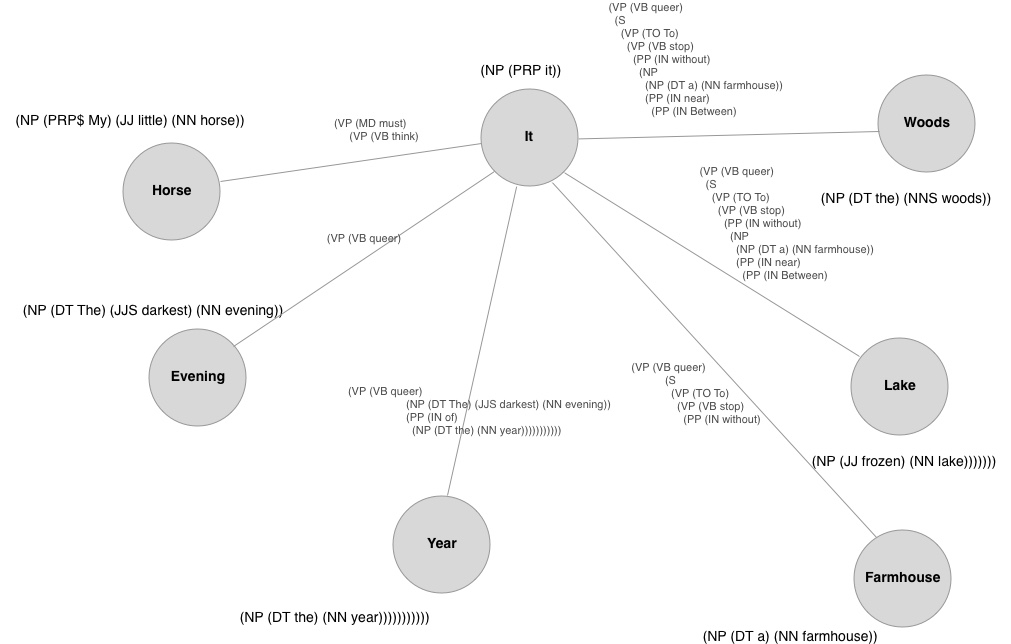 (VP (VB queer)
(S
(VP (TO To)
(VP (VB stop)
(PP (IN without)
(NP
(NP (DT a) (NN farmhouse))
(PP (IN near)
(PP (IN Between)
(NP (PRP it))
It
Woods
(NP (DT the) (NNS woods))
(NP (PRP$ My) (JJ little) (NN horse))
(VP (MD must)
(VP (VB think)
Horse
(VP (VB queer)
(S
(VP (TO To)
(VP (VB stop)
(PP (IN without)
(NP
(NP (DT a) (NN farmhouse))
(PP (IN near)
(PP (IN Between)
(VP (VB queer)
(NP (DT The) (JJS darkest) (NN evening))
Evening
Lake
(NP (JJ frozen) (NN lake)))))))
(VP (VB queer)
(S
(VP (TO To)
(VP (VB stop)
(PP (IN without)
(VP (VB queer)
(NP (DT The) (JJS darkest) (NN evening))
(PP (IN of)
(NP (DT the) (NN year)))))))))))
Year
(NP (DT the) (NN year)))))))))))
Farmhouse
(NP (DT a) (NN farmhouse))